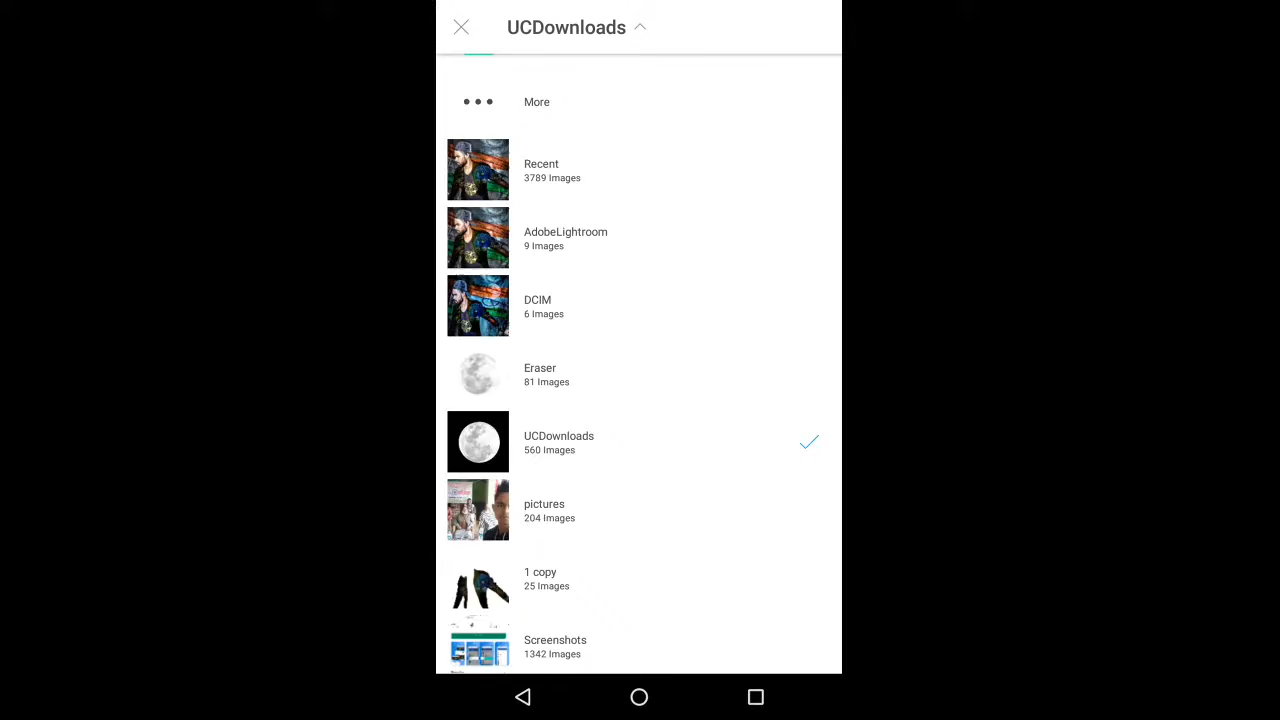 UCDownloads
More
Recent
3789 Images
AdobeLightroom
9 Images
DCIM
6 Images
Eraser
81 Images
UCDownloads
560 Images
pictures
204 Images
1 copy
25 Images
Screenshots
1342 Images